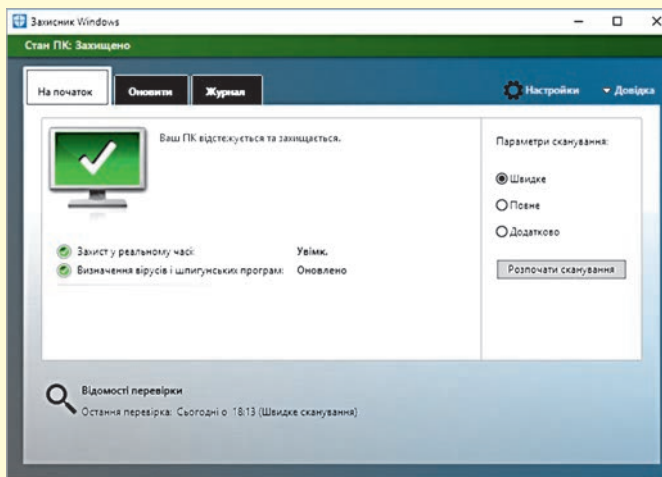 Захисник Windows
Стан ПК: Захищено
На початок Оновити Журнал Настройки Довідка
Ваш ПК відстежується та захищається.
Параметри сканування:
Швидке
Повне
Додатково
Розпочати сканування
Захист у реальному часі: Увімк.
Визначення вірусів і шпигунських програм: Оновлено
Відомості перевірки
Остання перевірка: Сьогодні о 18:13 (Швидке сканування)